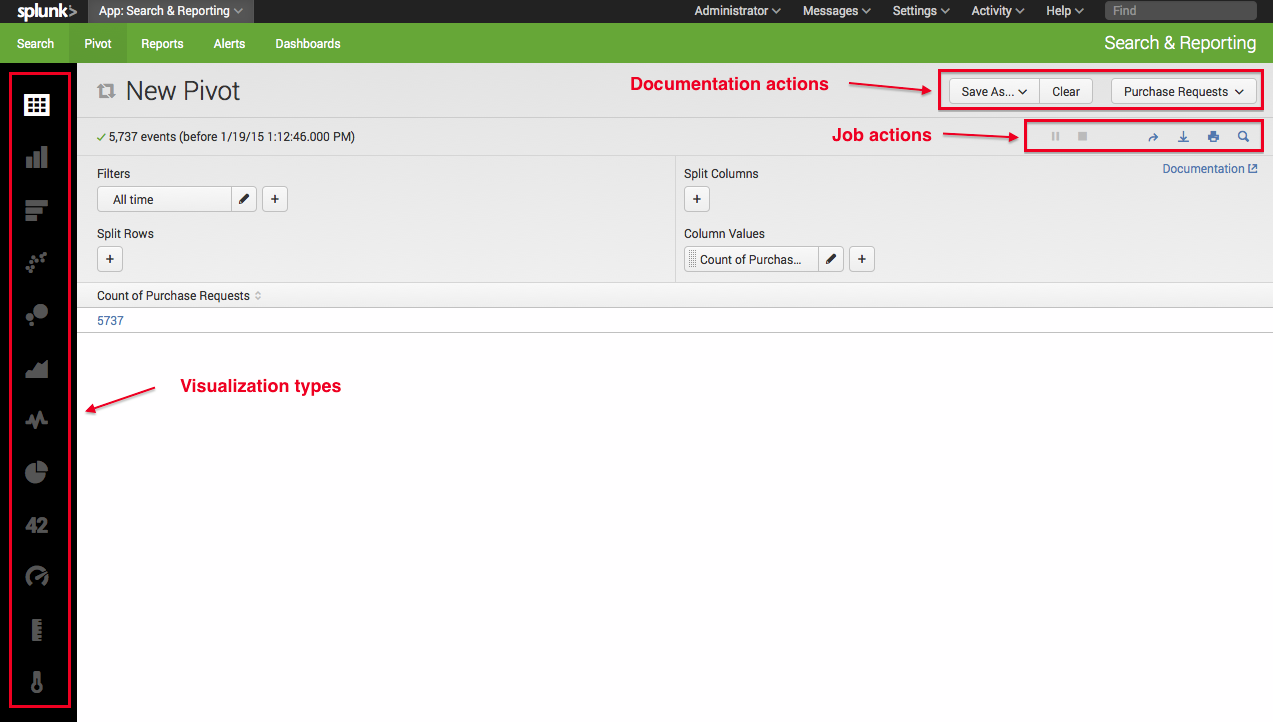 splunk> App: Search & Reporting Administrator Messages Settings Activity Help Find
Search Pivot Reports Alerts Dashboards Search & Reporting
New Pivot Documentation actions Save As... Clear Purchase Requests
5,737 events (before 1/19/15 1:12:46.000 PM) Job actions
Documentation
Filters Split Columns
All time + +
Split Rows Column Values
+ Count of Purchas... +
Count of Purchase Requests
5737
Visualization types
42